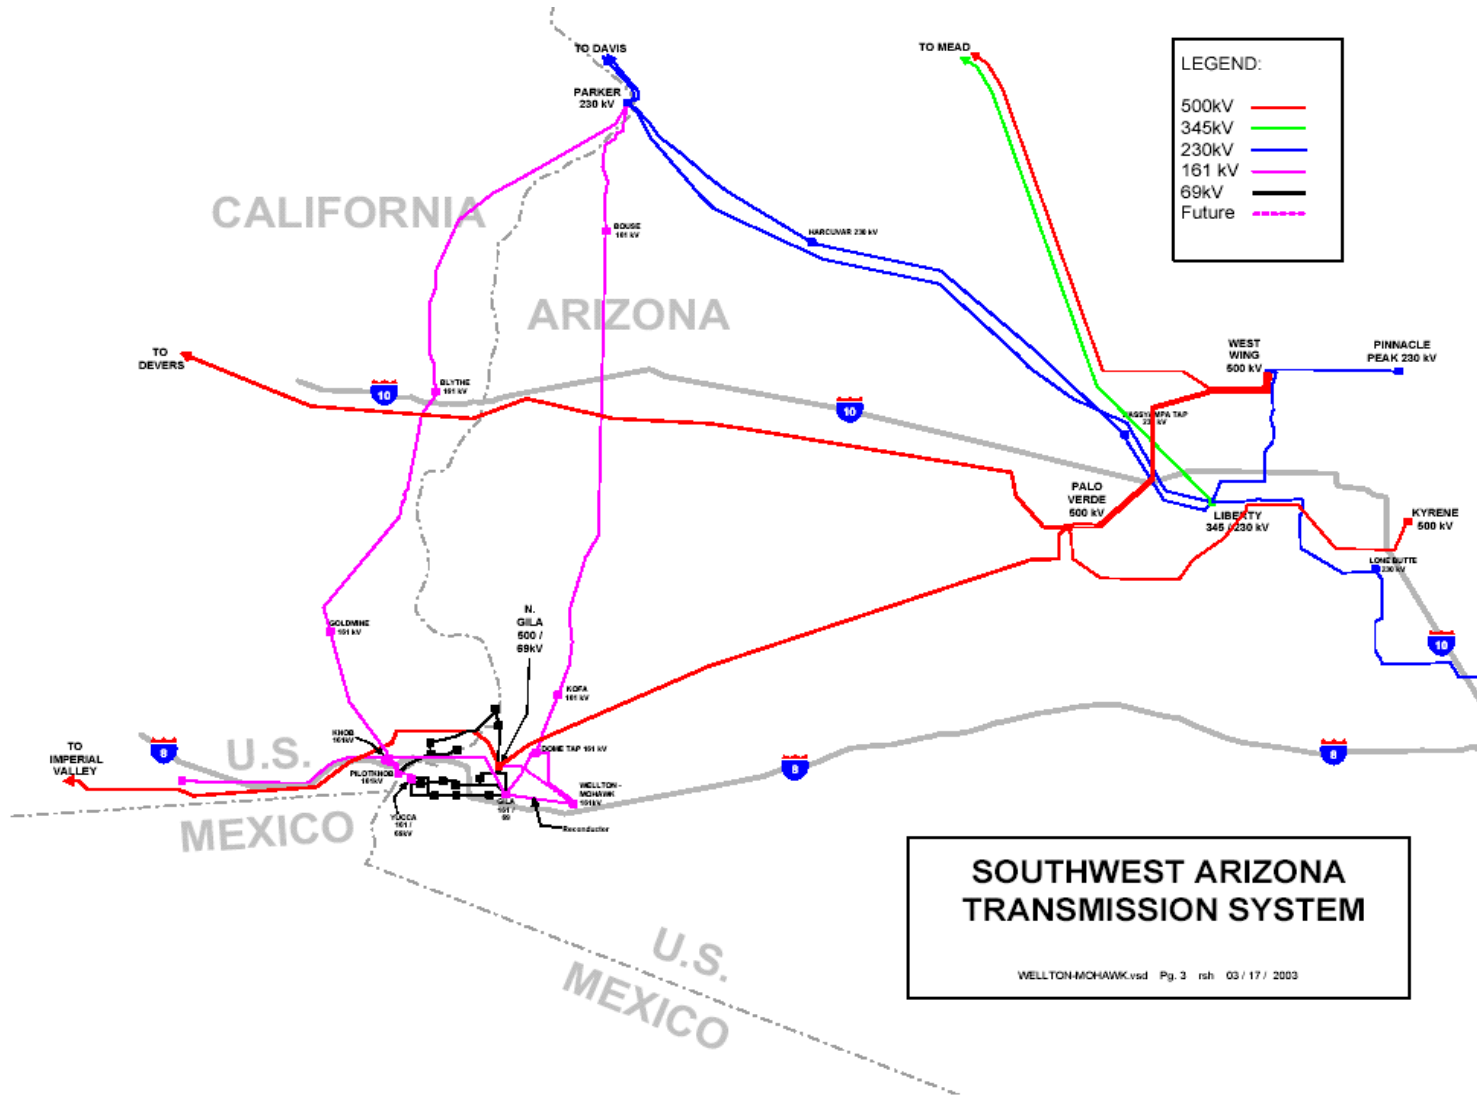 TO DAVIS
PARKER
230 kV
TO MEAD
LEGEND:
500kV
345kV
230kV
161 kV
69kV
Future
CALIFORNIA
BOUSE
161 kV
HARCUVAR 230 kV
ARIZONA
TO
DEVERS
WEST
WING
500 kV
PINNACLE
PEAK 230 kV
BLYTHE
161 kV
10
10
TAP
PALO
VERDE
500 kV
LIBERTY
345 / 230 kV
KYRENE
500 kV
LONE BUTTE
230 kV
GOLDMINE
161 kV
N.
GILA
500 /
69kV
10
KOFA
161 kV
KNOB
161kV
DOME TAP 161 kV
TO
IMPERIAL
VALLEY
8
U.S.
8
8
PILOTKNOB
161kV
WELLTON -
MOHAWK
161kV
GILA
161 /
69
YUCCA
161 /
69kV
Reconductor
MEXICO
U.S.
MEXICO
SOUTHWEST ARIZONA
TRANSMISSION SYSTEM
WELLTON-MOHAWK.vsd Pg. 3 rsh 03 / 17 / 2003